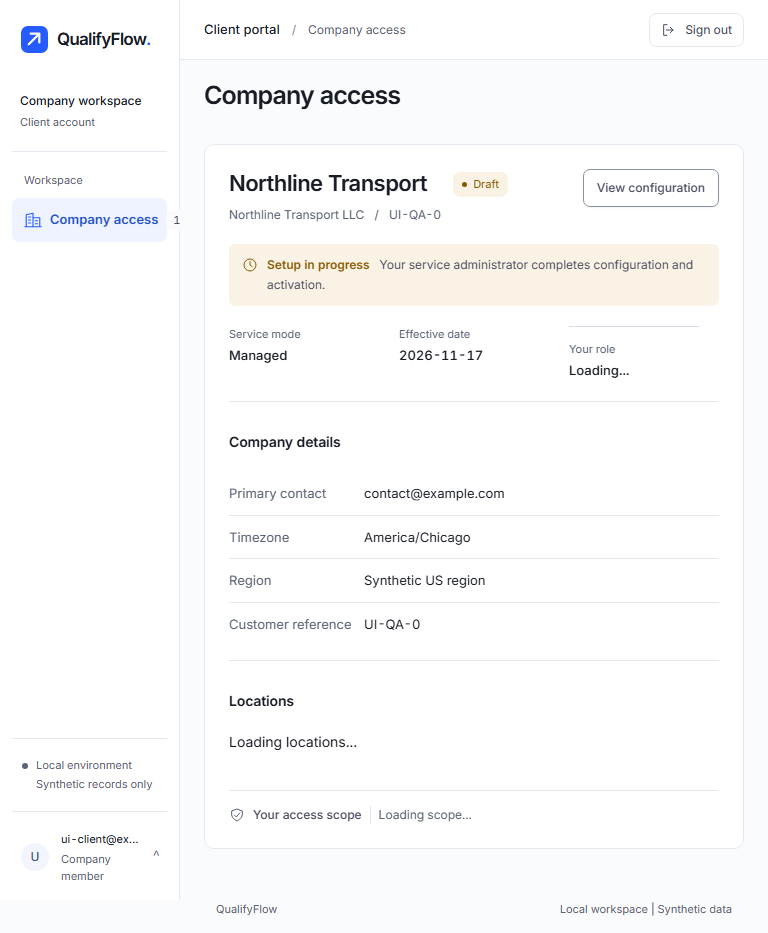 QualifyFlow.
Client portal / Company access
Sign out
Company workspace
Client account
Workspace
Company access 1
Company access
Northline Transport Draft
View configuration
Northline Transport LLC / UI-QA-0
Setup in progress Your service administrator completes configuration and
activation.
Service mode
Managed
Effective date
2026-11-17
Your role
Loading...
Company details
Primary contact contact@example.com
Timezone America/Chicago
Region Synthetic US region
Customer reference UI-QA-0
Locations
Loading locations...
Your access scope Loading scope...
Local environment
Synthetic records only
U
ui-client@ex...
Company
member
QualifyFlow
Local workspace | Synthetic data